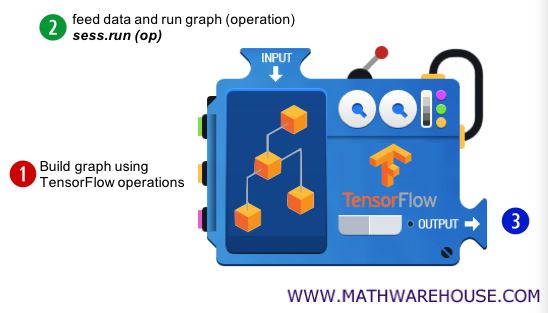 2 feed data and run graph (operation)
sess.run (op)
INPUT
1 Build graph using
TensorFlow operations
TensorFlow
OUTPUT 3
WWW.MATHWAREHOUSE.COM